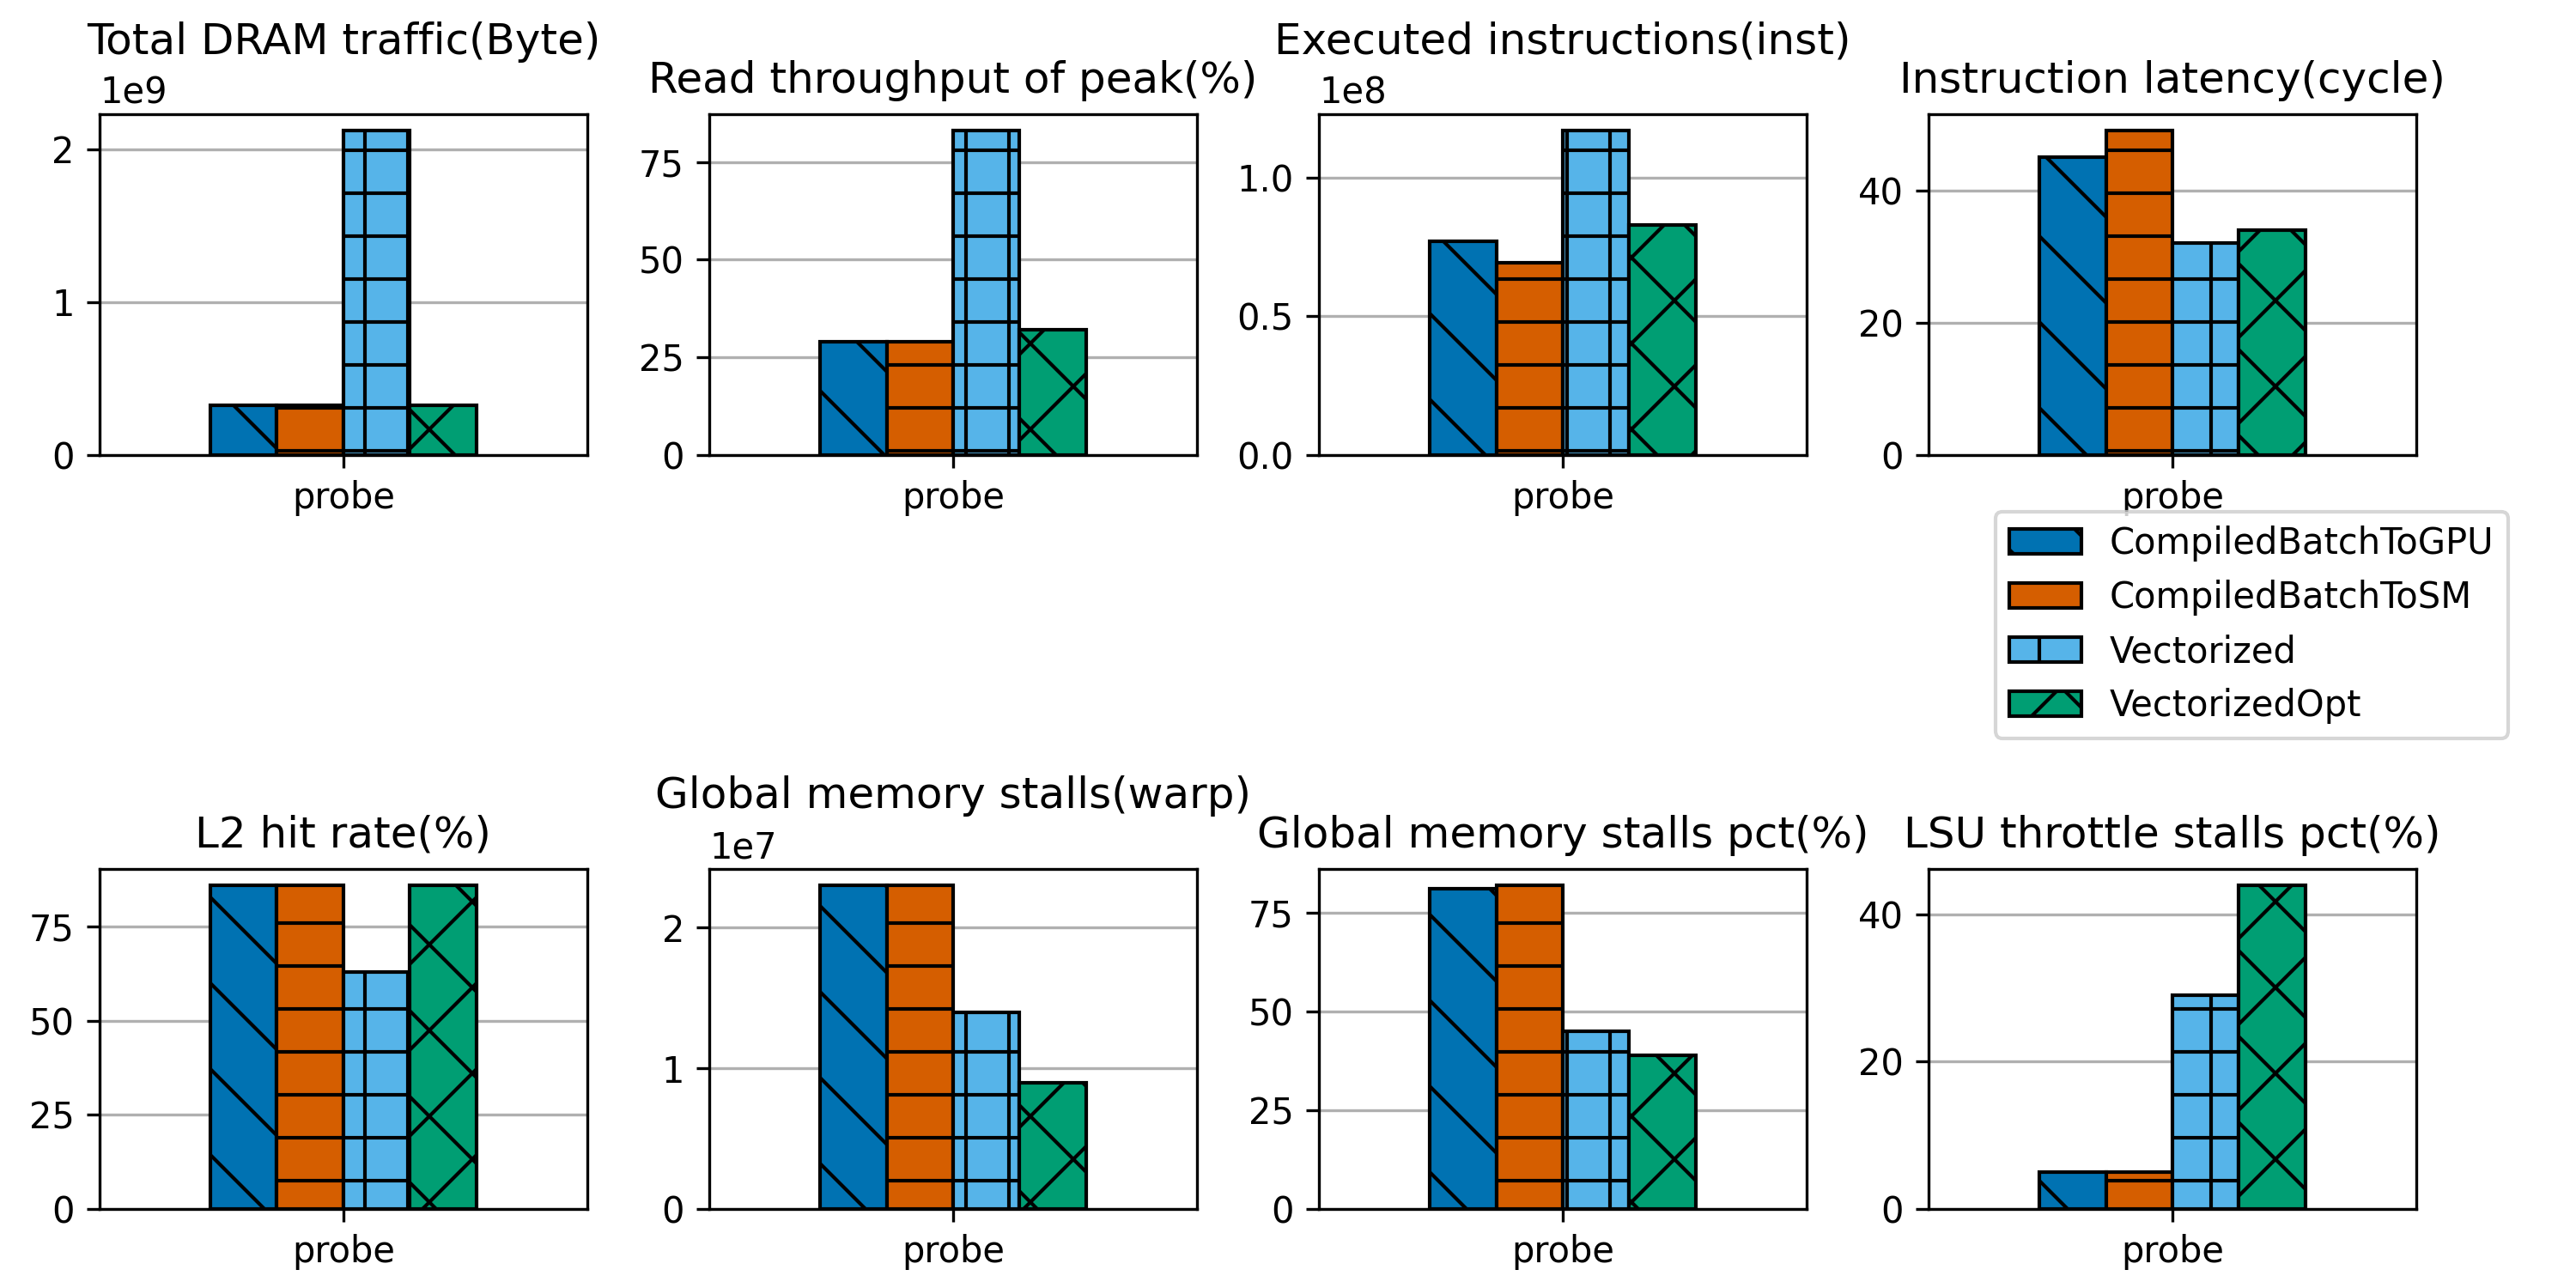 Total DRAM traffic(Byte)
1e9
2
1
0
probe
Read throughput of peak(%)
75
50
25
0
probe
Executed instructions(inst)
1e8
1.0
0.5
0.0
probe
Instruction latency(cycle)
40
20
0
probe
CompiledBatchToGPU
CompiledBatchToSM
Vectorized
VectorizedOpt
L2 hit rate(%)
75
50
25
0
probe
Global memory stalls(warp)
1e7
2
1
0
probe
Global memory stalls pct(%)
75
50
25
0
probe
LSU throttle stalls pct(%)
40
20
0
probe